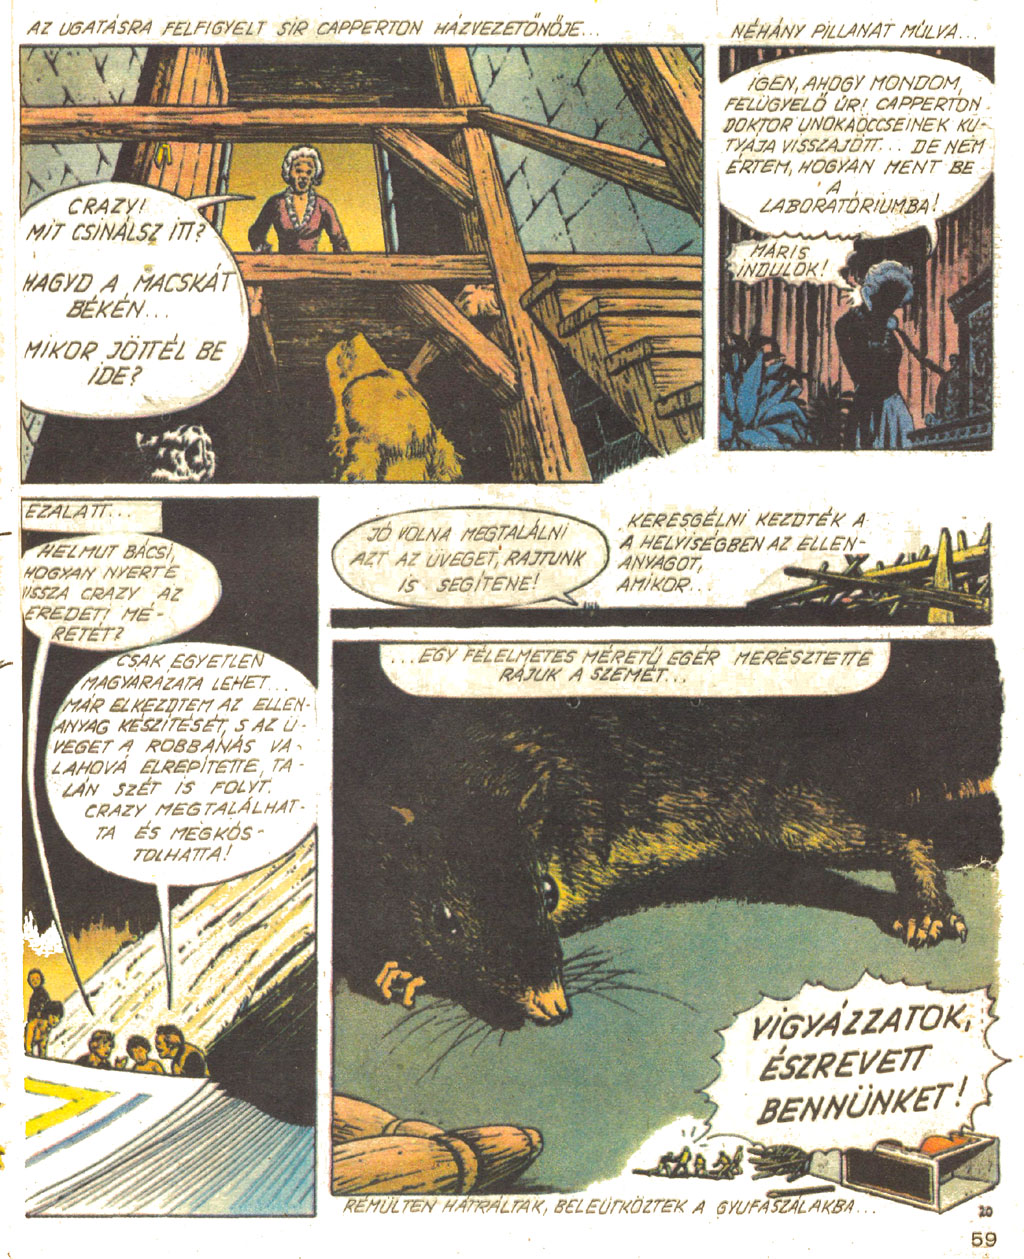 AZ UGATÁSRA FELFIGYELT SIR CAPPERTON HÁZVEZETŐNŐJE...
CRAZY!
MIT CSINÁLSZ ITT?
HAGYD A MACSKÁT
BÉKÉN...
MIKOR JÖTTÉL BE
IDE?
NÉHÁNY PILLANAT MÚLVA...
IGEN, AHOGY MONDOM,
FELÜGYELŐ ÚR! CAPPERTON
DOKTOR UNOKAÖCCSEINEK KU-
TYÁJA VISSZAJÖTT... DE NEM
ÉRTEM, HOGYAN MENT BE
A
LABORATÓRIUMBA!
MÁRIS
INDULOK!
EZALATT...
HELMUT BÁCSI,
HOGYAN NYERTE
VISSZA CRAZY AZ
EREDETI MÉ-
RETÉT?
CSAK EGYETLEN
MAGYARÁZATA LEHET...
MÁR ELKEZDTEM AZ ELLEN-
ANYAG KÉSZÍTÉSÉT, S AZ Ü-
VEGET A ROBBANÁS VA-
LAHOVÁ ELREPÍTETTE, TA-
LÁN SZÉT IS FOLYT.
CRAZY MEGTALÁLHAT-
TA ÉS MEGKÓS-
TOLHATTA!
JÓ VOLNA MEGTALÁLNI
AZT AZ ÜVEGET, RAJTUNK
IS SEGÍTENE!
KERESGÉLNI KEZDTÉK A
A HELYISÉGBEN AZ ELLEN-
ANYAGOT,
AMIKOR...
...EGY FÉLELMETES MÉRETŰ EGÉR MERESZTETTE
RÁJUK A SZEMÉT...
VIGYÁZZATOK,
ÉSZREVETT
BENNÜNKET!
RÉMÜLTEN HÁTRÁLTAK, BELEÜTKÖZTEK A GYUFASZÁLAKBA...
20
59